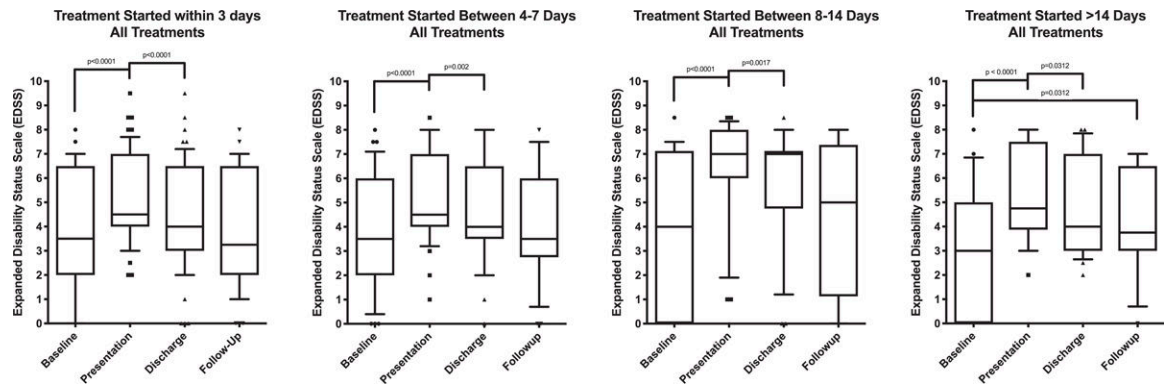 Treatment Started within 3 days
All Treatments
p<0.0001
p<0.0001
Expanded Disability Status Scale (EDSS)
10
9
8
7
6
5
4
3
2
1
0
Baseline
Presentation
Discharge
Follow-Up
Treatment Started Between 4-7 Days
All Treatments
p<0.0001
p=0.002
Expanded Disability Status Scale (EDSS)
10
9
8
7
6
5
4
3
2
1
0
Baseline
Presentation
Discharge
Followup
Treatment Started Between 8-14 Days
All Treatments
p<0.0001
p=0.0017
Expanded Disability Status Scale (EDSS)
10
9
8
7
6
5
4
3
2
1
0
Baseline
Presentation
Discharge
Followup
Treatment Started >14 Days
All Treatments
p=0.0312
p < 0.0001
p=0.0312
Expanded Disability Status Scale (EDSS)
10
9
8
7
6
5
4
3
2
1
0
Baseline
Presentation
Discharge
Followup